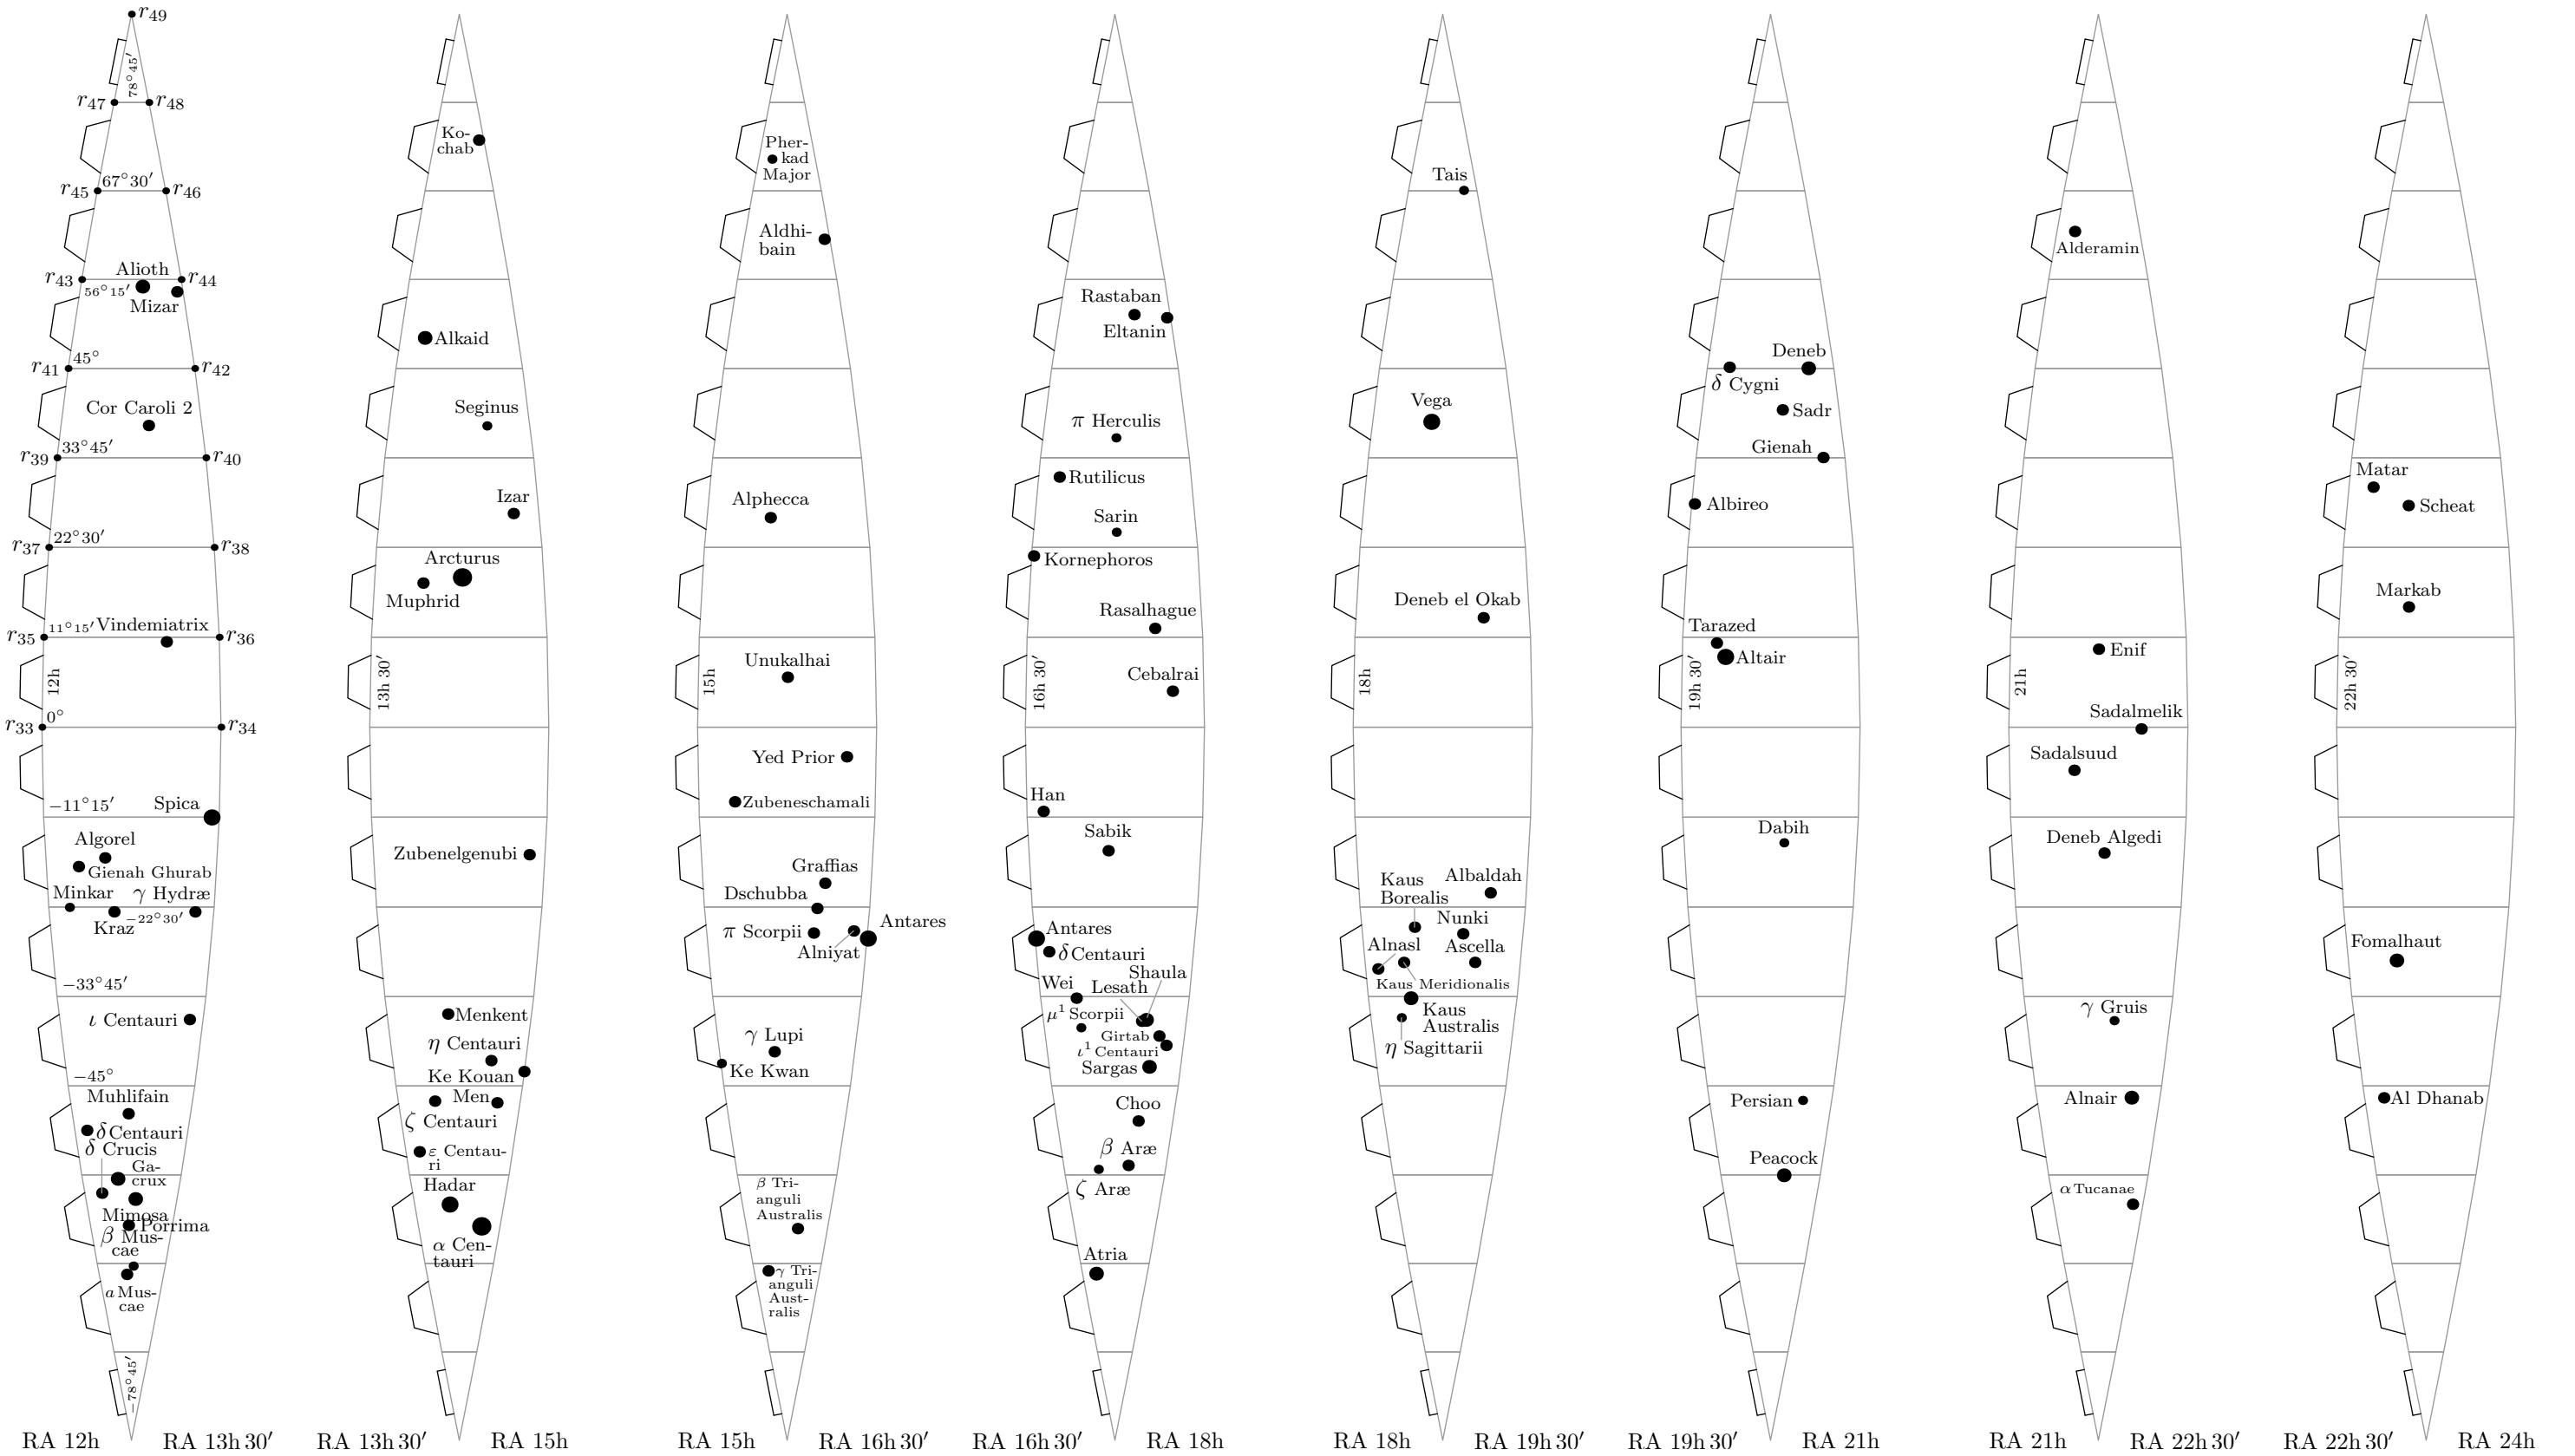 r49
78°45′
r47
r48
r45
67°30′
r46
Alioth
r43
r44
56°15′
Mizar
45°
r41
r42
Cor Caroli 2
33°45′
r39
r40
22°30′
r37
r38
11°15′
Vindemiatrix
r35
r36
12h
0°
r33
r34
−11°15′
Spica
Algorel
Gienah Ghurab
Minkar
γ Hydræ
Kraz
−22°30′
−33°45′
ι Centauri
−45°
Muhlifain
δ Centauri
δ Crucis
Ga-
crux
Mimosa
Porrima
β Mus-
cae
a Mus-
cae
−78°45′
RA 12h
RA 13h 30′
Ko-
chab
Alkaid
Seginus
Izar
Arcturus
Muphrid
13h 30′
Zubenelgenubi
Menkent
η Centauri
Ke Kouan
Men
ζ Centauri
ε Centau-
ri
Hadar
α Cen-
tauri
RA 13h 30′
RA 15h
Pher-
kad
Major
Aldhi-
bain
Alphecca
Unukalhai
15h
Yed Prior
Zubeneschamali
Graffias
Dschubba
Antares
π Scorpii
Alniyat
γ Lupi
Ke Kwan
β Tri-
anguli
Australis
γ Tri-
anguli
Aust-
ralis
RA 15h
RA 16h 30′
Rastaban
Eltanin
π Herculis
Rutilicus
Sarin
Kornephoros
Rasalhague
Cebalrai
16h 30′
Han
Sabik
Antares
δ Centauri
Shaula
Wei
Lesath
μ1 Scorpii
Girtab
ι1 Centauri
Sargas
Choo
β Aræ
ζ Aræ
Atria
RA 16h 30′
RA 18h
Tais
Vega
Deneb el Okab
18h
Kaus
Borealis
Albaldah
Nunki
Alnasl
Ascella
Kaus Meridionalis
Kaus
Australis
η Sagittarii
RA 18h
RA 19h 30′
Deneb
δ Cygni
Sadr
Gienah
Albireo
Tarazed
Altair
19h 30′
Dabih
Persian
Peacock
RA 19h 30′
RA 21h
Alderamin
Enif
21h
Sadalmelik
Sadalsuud
Deneb Algedi
γ Gruis
Alnair
α Tucanae
RA 21h
RA 22h 30′
Matar
Scheat
Markab
22h 30′
Fomalhaut
Al Dhanab
RA 22h 30′
RA 24h